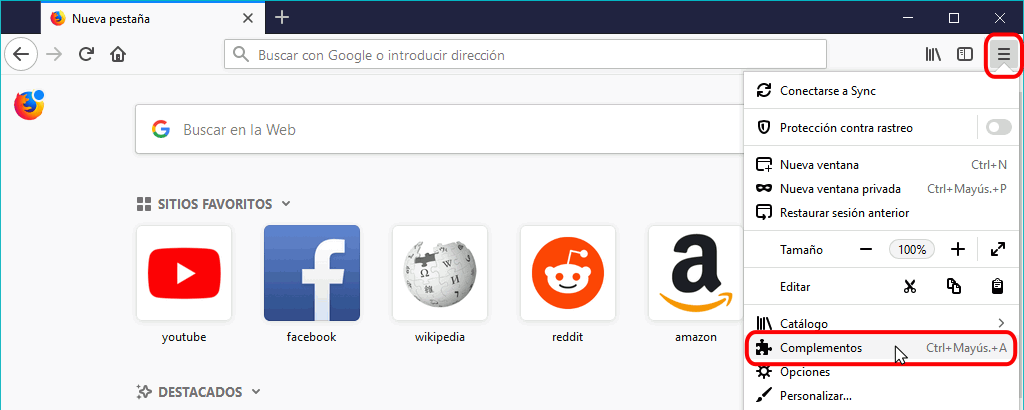 Nueva pestaña
Buscar con Google o introducir dirección
Conectarse a Sync
Buscar en la Web
Protección contra rastreo
Nueva ventana Ctrl+N
Nueva ventana privada Ctrl+Mayús.+P
SITIOS FAVORITOS
Restaurar sesión anterior
Tamaño 100%
Editar
Catálogo
youtube facebook wikipedia reddit amazon
Complementos Ctrl+Mayús.+A
Opciones
DESTACADOS
Personalizar...